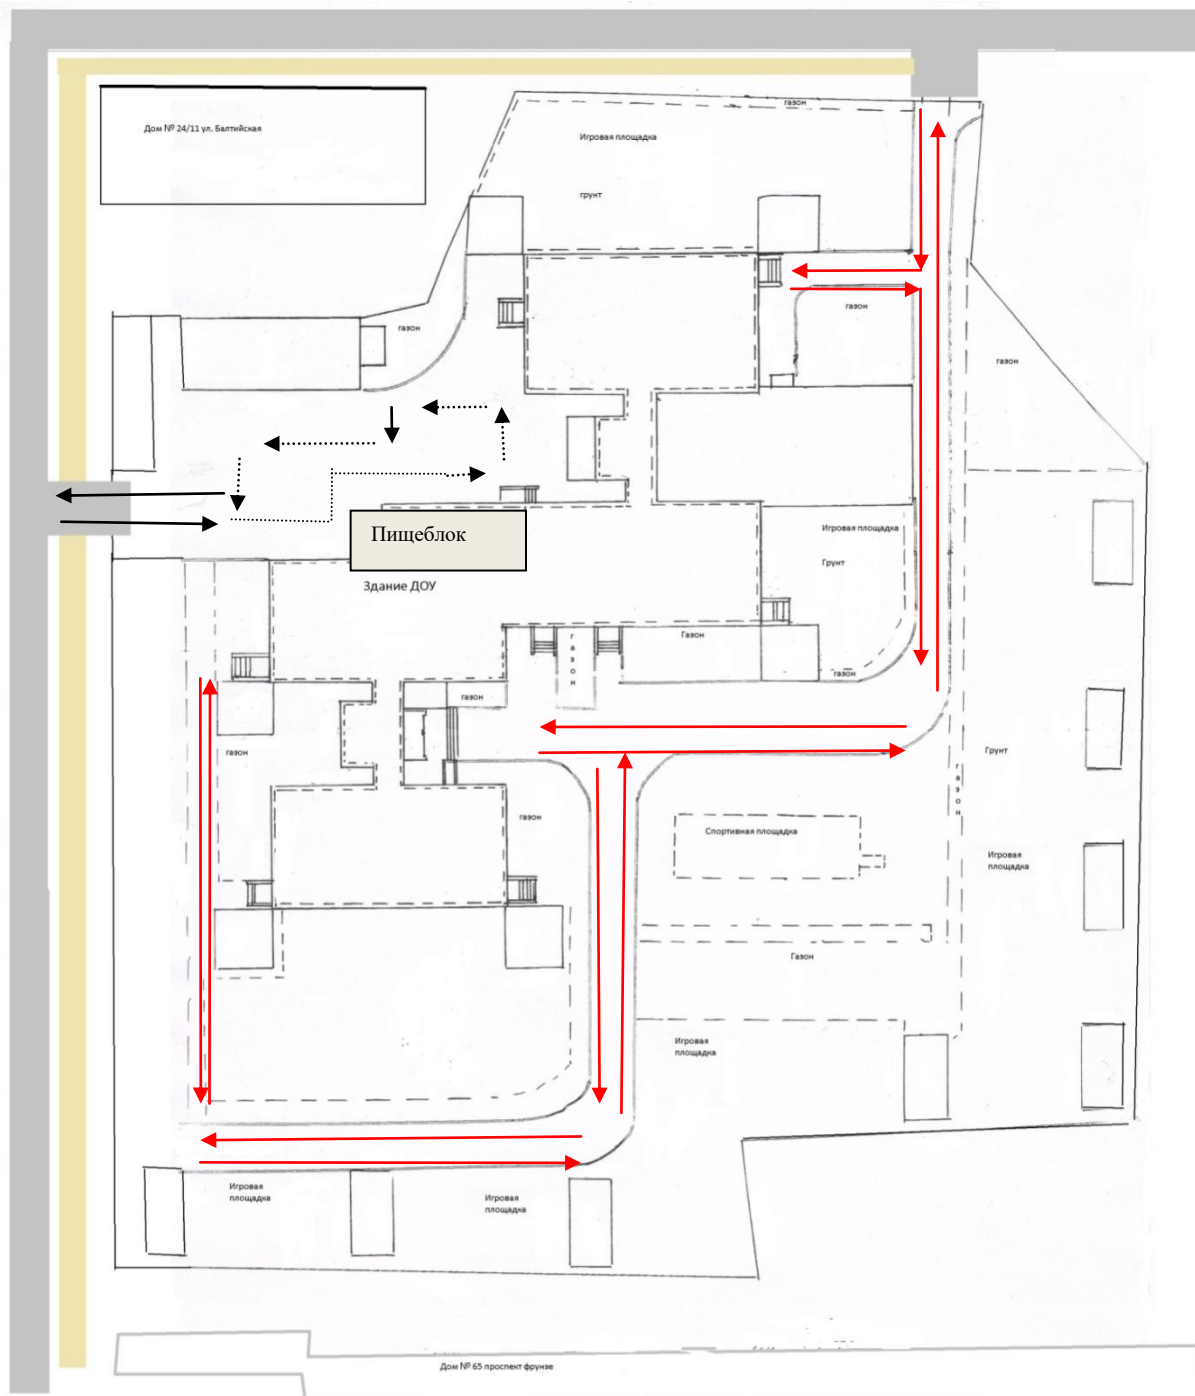 газон
Дом № 24/11 ул. Балтийская
Игровая площадка
грунт
газон
газон
газон
Пищеблок
Игровая площадка
Грунт
Здание ДОУ
газон
Газон
газон
газон
газон
Грунт
газон
газон
Спортивная площадка
Игровая
площадка
Газон
Игровая
площадка
Игровая
площадка
Игровая
площадка
Дом № 65 проспект фрунзе